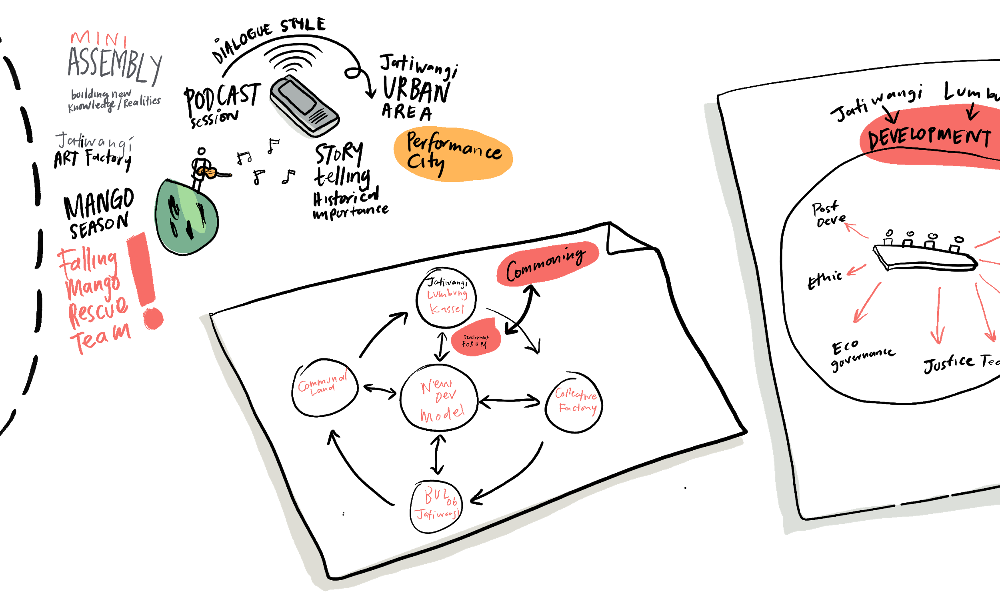 MINI
ASSEMBLY
building new
Knowledge/Realities
Jatiwangi
ART Factory
MANGO
SEASON
Falling
Mango
Rescue
Team
DIALOGUE STYLE
PODCAST
session
Jatiwangi
URBAN
AREA
Performance
City
STORY
telling
Historical
importance
Commoning
Jatiwangi
Lumbung
Kassel
Development
FORUM
Communal
Land
New
Dev
Model
Collective
Factory
BUL
06
Jatiwangi
Jatiwangi
DEVELOPMENT
Post
Deve
Ethic
Eco
governance
Justice